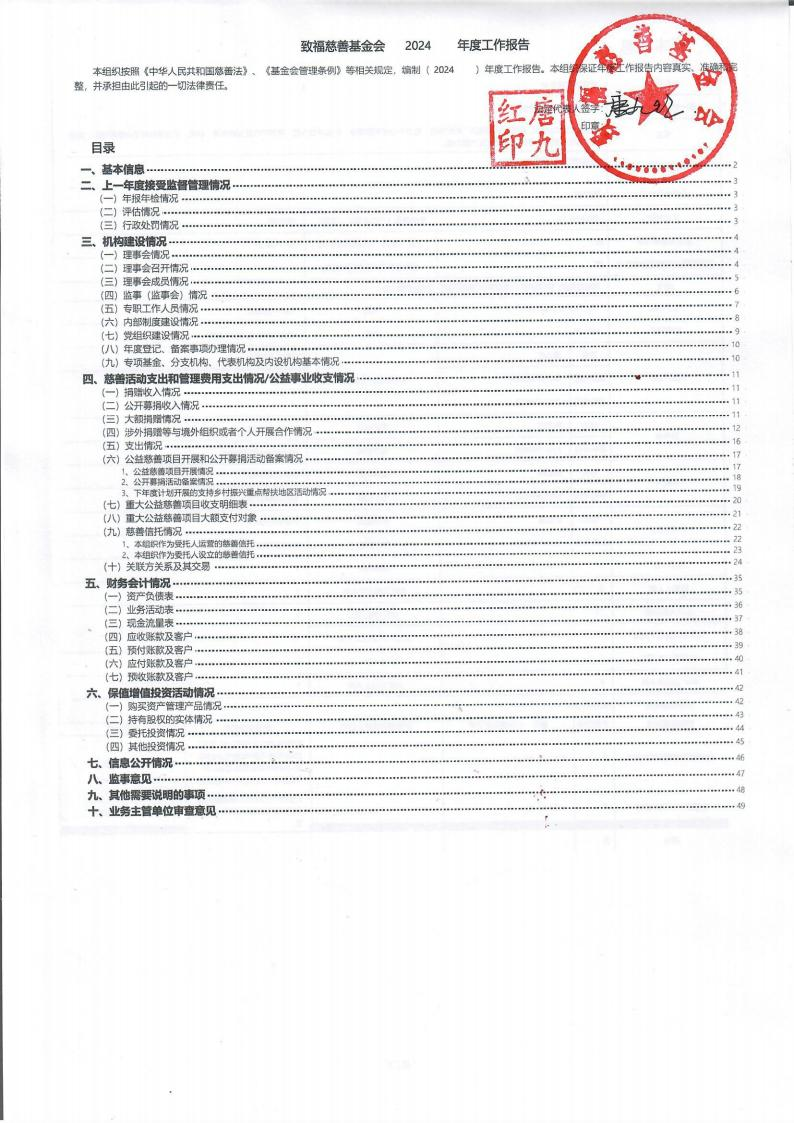 致福慈善基金会 2024 年度工作报告
本组织按照《中华人民共和国慈善法》、《基金会管理条例》等相关规定，编制（ 2024 ）年度工作报告。本组织保证年度工作报告内容真实、准确和完
整，并承担由此引起的一切法律责任。
法定代表人签字：
印章：
唐九
红印
致福慈善基金会
目录
一、基本信息 2
二、上一年度接受监督管理情况 3
（一）年报年检情况 3
（二）评估情况 3
（三）行政处罚情况 3
三、机构建设情况 4
（一）理事会情况 4
（二）理事会召开情况 4
（三）理事会成员情况 5
（四）监事（监事会）情况 6
（五）专职工作人员情况 7
（六）内部制度建设情况 8
（七）党组织建设情况 9
（八）年度登记、备案事项办理情况 10
（九）专项基金、分支机构、代表机构及内设机构基本情况 10
四、慈善活动支出和管理费用支出情况/公益事业收支情况 11
（一）捐赠收入情况 11
（二）公开募捐收入情况 11
（三）大额捐赠情况 11
（四）涉外捐赠等与境外组织或者个人开展合作情况 12
（五）支出情况 16
（六）公益慈善项目开展和公开募捐活动备案情况 17
1、公益慈善项目开展情况 17
2、公开募捐活动备案情况 18
3、下年度计划开展的支持乡村振兴重点帮扶地区活动情况 19
（七）重大公益慈善项目收支明细表 20
（八）重大公益慈善项目大额支付对象 21
（九）慈善信托情况 22
1、本组织作为受托人运营的慈善信托 22
2、本组织作为委托人设立的慈善信托 23
（十）关联方关系及其交易 24
五、财务会计情况 35
（一）资产负债表 35
（二）业务活动表 36
（三）现金流量表 37
（四）应收账款及客户 38
（五）预付账款及客户 39
（六）应付账款及客户 40
（七）预收账款及客户 41
六、保值增值投资活动情况 42
（一）购买资产管理产品情况 42
（二）持有股权的实体情况 43
（三）委托投资情况 44
（四）其他投资情况 45
七、信息公开情况 46
八、监事意见 47
九、其他需要说明的事项 48
十、业务主管单位审查意见 49